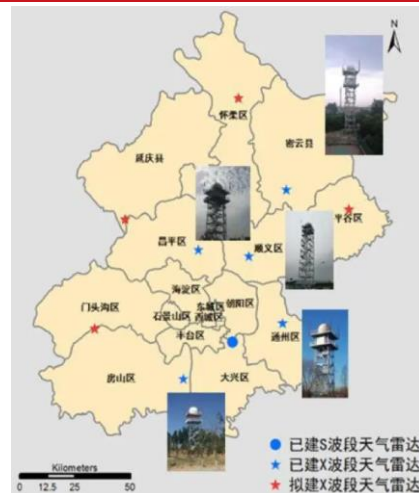 N
怀柔区
密云县
延庆县
平谷区
昌平区
顺义区
海淀区
门头沟区
东城区
朝阳区
石景山区
西城区
丰台区
通州区
房山区
大兴区
已建S波段天气雷达
Kilometers
已建X波段天气雷达
0 12.5 25 50
拟建X波段天气雷达